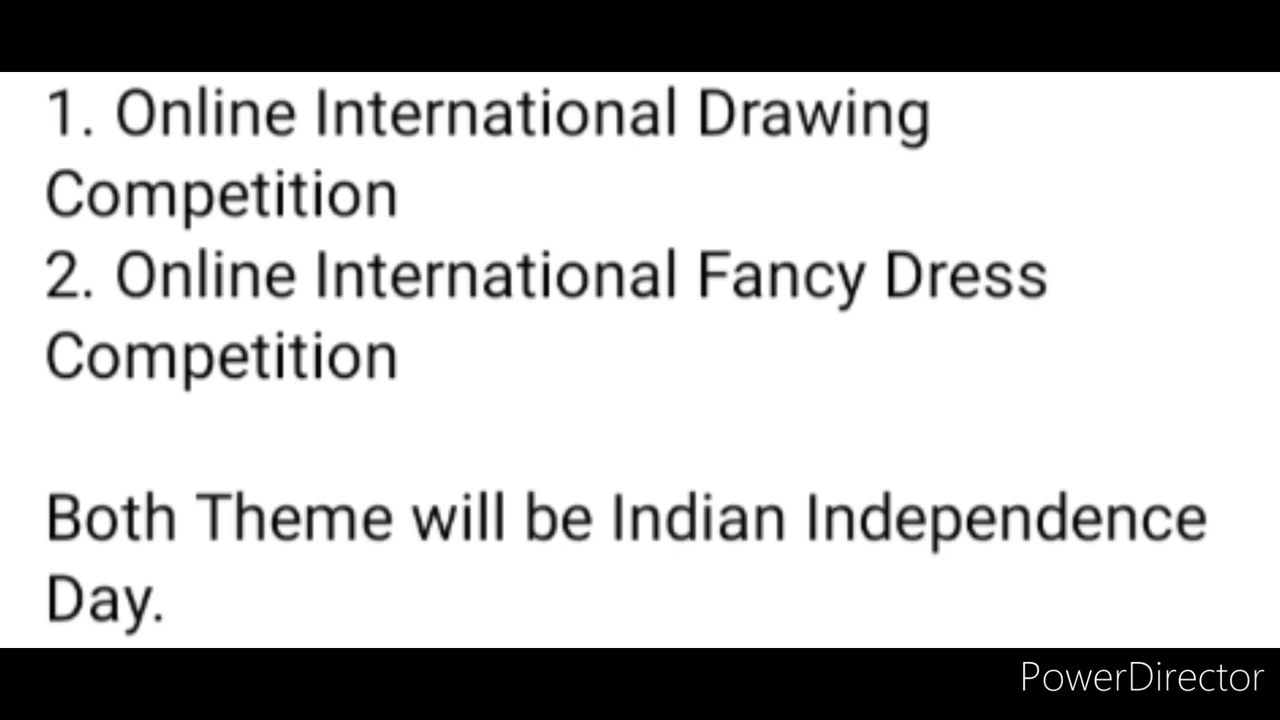 1. Online International Drawing
Competition
2. Online International Fancy Dress
Competition
Both Theme will be Indian Independence
Day.
PowerDirector